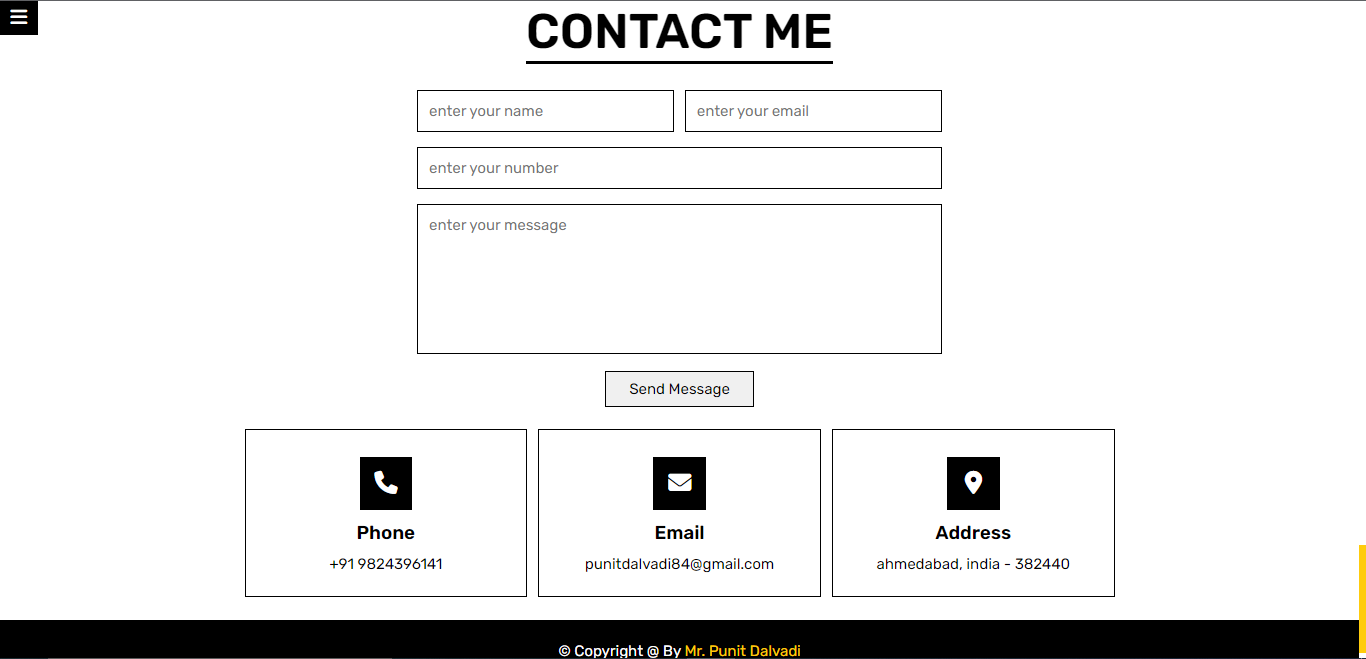 CONTACT ME
enter your name
enter your email
enter your number
enter your message
Send Message
Phone
+91 9824396141
Email
punitdalvadi84@gmail.com
Address
ahmedabad, india - 382440
© Copyright @ By Mr. Punit Dalvadi